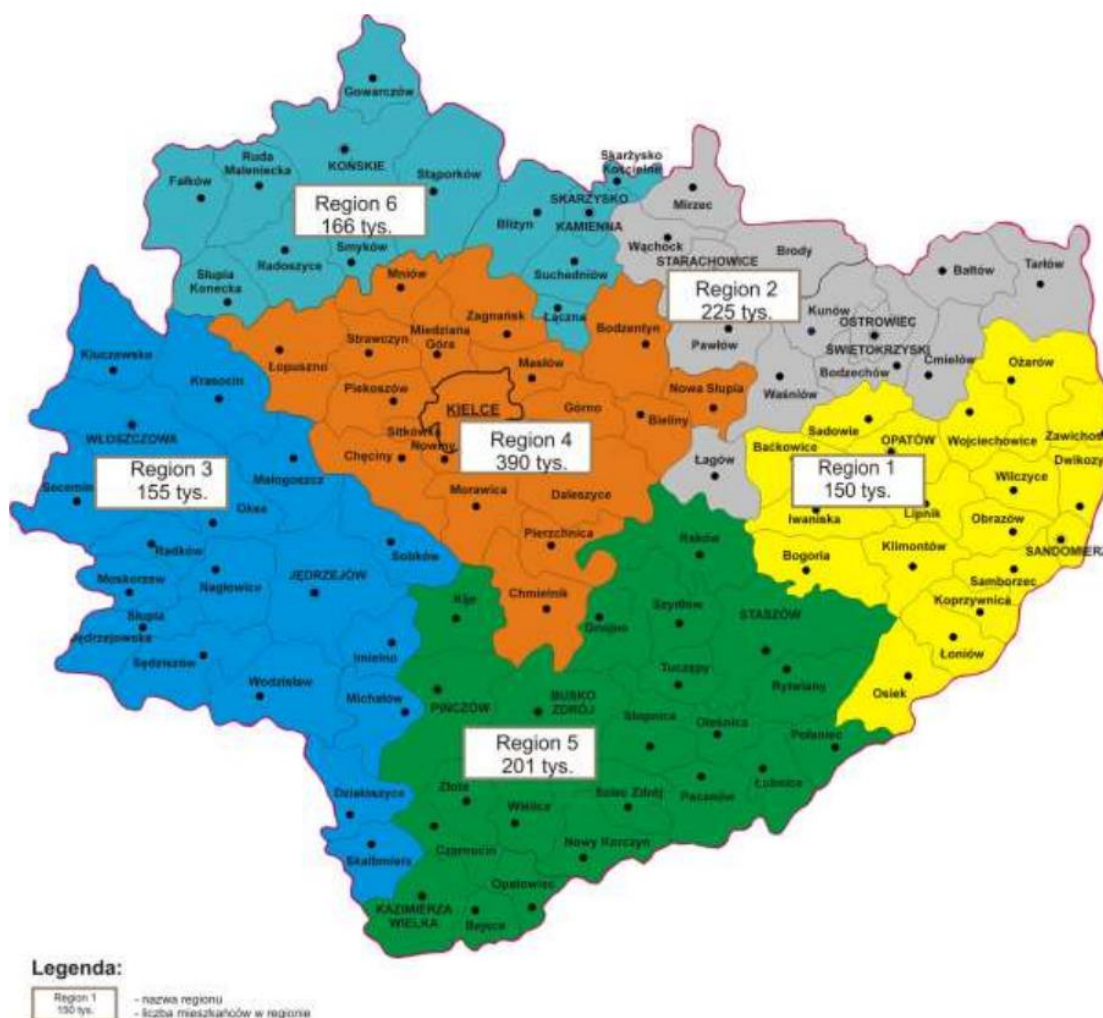 Gowarczów
Ruda
Maleniecka
KOŃSKIE
Fałków
Stąporków
Skarżysko
Kościelne
Region 6
166 tys.
SKARŻYSKO
KAMIENNA
Bliżyn
Mirzec
Wąchock
STARACHOWICE
Brody
Radoszyce
Smyków
Suchedniów
Słupia
Konecka
Mniów
Region 2
225 tys.
Bałtów
Tarłów
Łączna
Zagnańsk
Bodzentyn
Kunów
OSTROWIEC
ŚWIĘTOKRZYSKI
Miedziana
Góra
Strawczyn
Pawłów
Kluczewsko
Krasocin
Łopuszno
Masłów
Bodzechów
Ćmielów
Ożarów
Waśniów
Piekoszów
KIELCE
Górno
Nowa Słupia
Bieliny
Sadowie
WŁOSZCZOWA
Sitkówka
Nowiny
Region 4
390 tys.
Baćkowice
OPATÓW
Wojciechowice
Zawichost
Region 3
155 tys.
Chęciny
Łagów
Region 1
150 tys.
Dwikozy
Secemin
Małogoszcz
Morawica
Daleszyce
Wilczyce
Oksa
Iwaniska
Lipnik
Obrazów
Radków
Sobków
Pierzchnica
Raków
Klimontów
SANDOMIERZ
Moskorzew
Nagłowice
JĘDRZEJÓW
Bogoria
Samborzec
Słupia
Jędrzejowska
Kije
Chmielnik
Gnojno
Szydłów
STASZÓW
Koprzywnica
Sędziszów
Imielno
Łoniów
Wodzisław
Michałów
PIŃCZÓW
BUSKO
ZDRÓJ
Tuczępy
Rytwiany
Osiek
Stopnica
Oleśnica
Połaniec
Region 5
201 tys.
Działoszyce
Złota
Wiślica
Solec Zdrój
Pacanów
Łubnice
Skalbmierz
Czarnocin
Nowy Korczyn
Opatowiec
KAZIMIERZA
WIELKA
Bejsce
Legenda:
Region 1
150 tys.
- nazwa regionu
- liczba mieszkańców w regionie